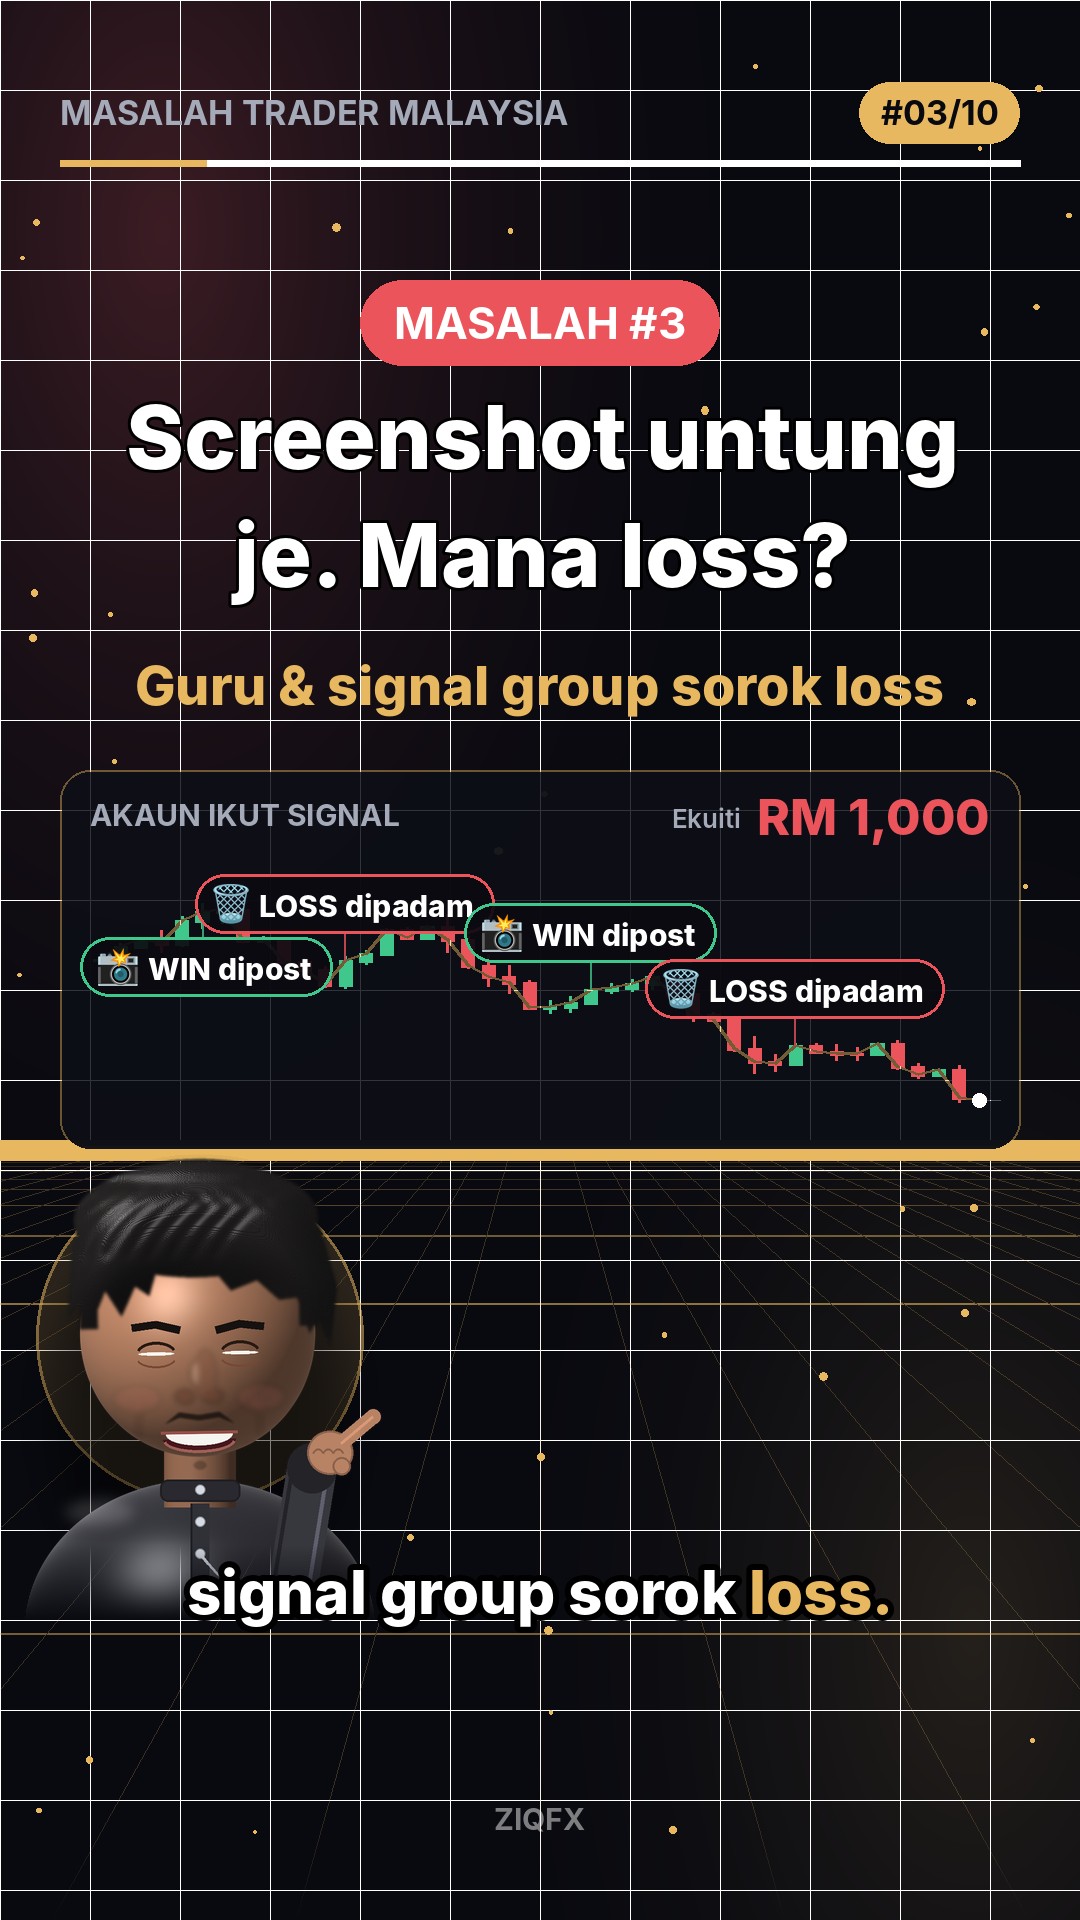 MASALAH TRADER MALAYSIA
#03/10
MASALAH #3
Screenshot untung
je. Mana loss?
Guru & signal group sorok loss
AKAUN IKUT SIGNAL
Ekuiti RM 1,000
LOSS dipadam
WIN dipost
WIN dipost
LOSS dipadam
signal group sorok loss.
ZIQFX